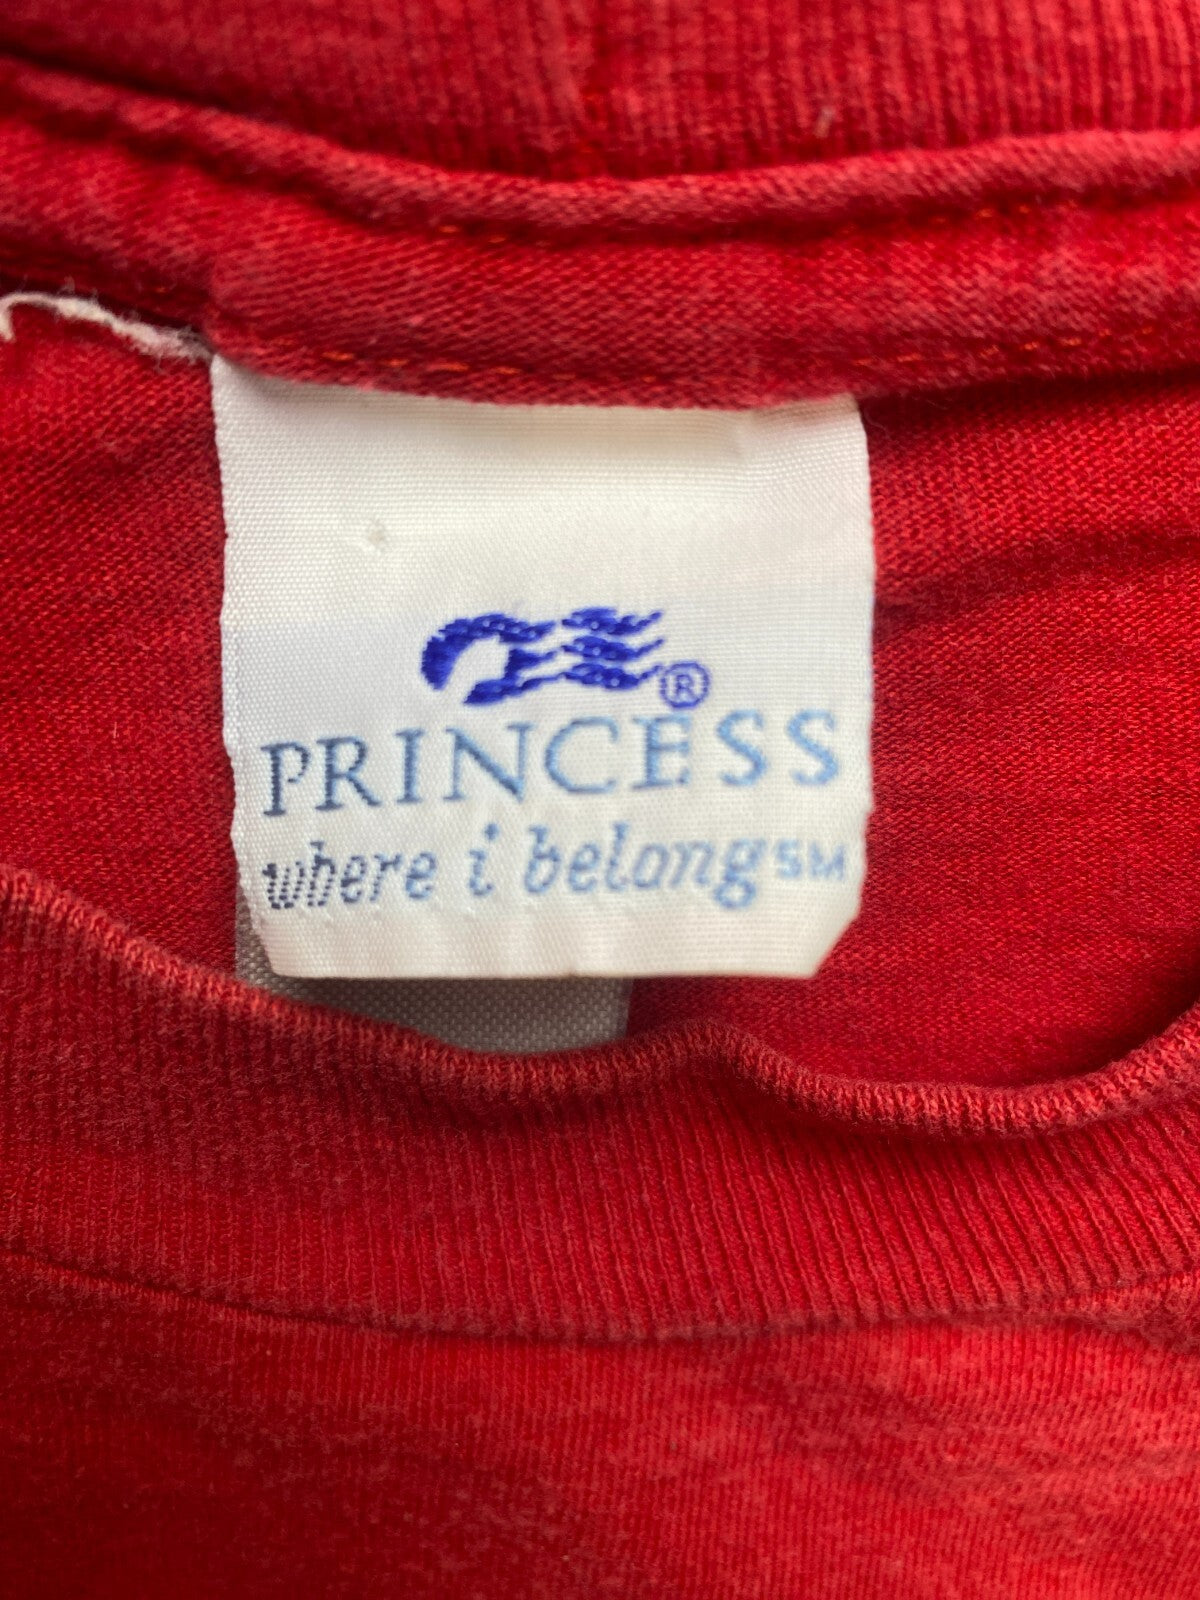 ®
PRINCESS
where i belong SM